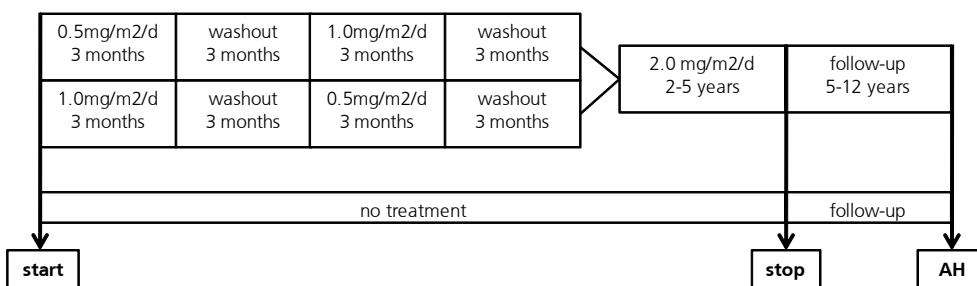 0.5mg/m2/d washout 1.0mg/m2/d washout
3 months 3 months 3 months 3 months
2.0 mg/m2/d follow-up
2-5 years 5-12 years
1.0mg/m2/d washout 0.5mg/m2/d washout
3 months 3 months 3 months 3 months
no treatment follow-up
start stop AH